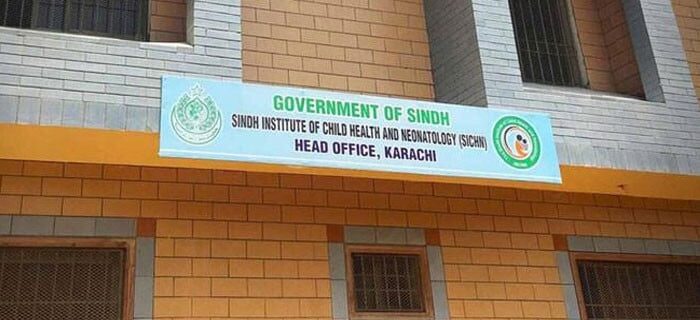 GOVERNMENT OF SINDH
SINDH INSTITUTE OF CHILD HEALTH AND NEONATOLOGY (SICHN)
HEAD OFFICE, KARACHI